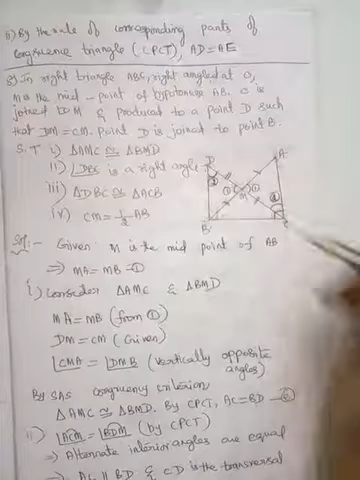 ii) By the rule of corresponding parts of
congruence triangle (CPCT), AD = AE
8) In right triangle ABC, right angled at C,
M is the mid-point of hypotenuse AB. C is
joined to M & produced to a point D such
that DM = CM. point D is joined to point B.
S.T i) ΔAMC ≅ ΔBMD
ii) ∠DBC is a right angle
iii) ΔDBC ≅ ΔACB
iv) CM = 1/2 AB
D
A
M
B
C
Sol:- Given M is the mid point of AB
⇒ MA = MB - ①
i) Consider ΔAMC & ΔBMD
MA = MB (from ①)
DM = CM (Given)
∠CMA = ∠DMB (vertically opposite
angles)
By SAS congruency criterion,
ΔAMC ≅ ΔBMD. By CPCT, AC = BD - ②
ii) ∠ACM = ∠BDM (by CPCT)
⇒ Alternate interior angles are equal
⇒ AC || BD & CD is the transversal